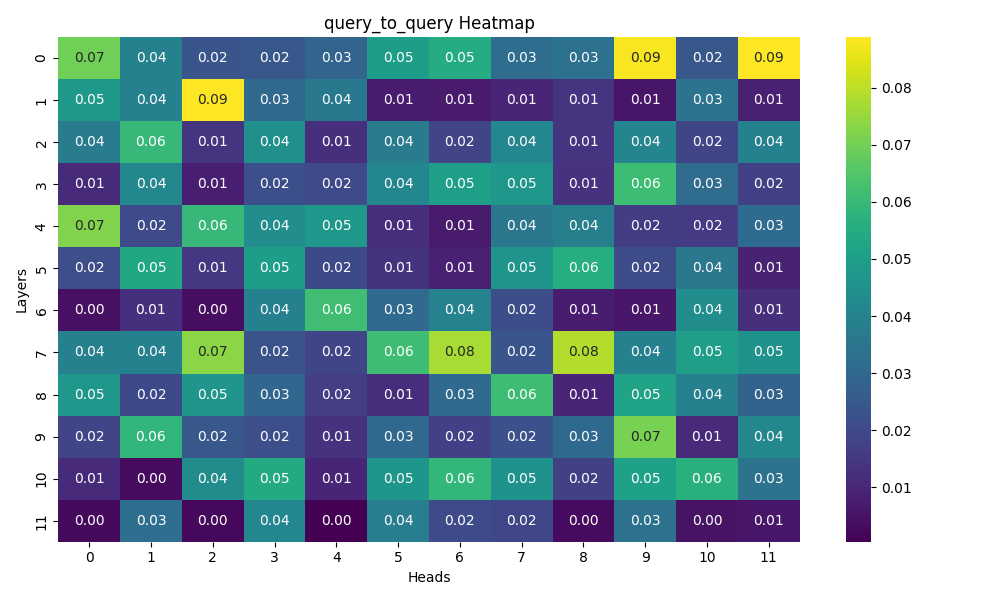 query_to_query Heatmap
0 0.07 0.04 0.02 0.02 0.03 0.05 0.05 0.03 0.03 0.09 0.02 0.09
1 0.05 0.04 0.09 0.03 0.04 0.01 0.01 0.01 0.01 0.01 0.03 0.01
2 0.04 0.06 0.01 0.04 0.01 0.04 0.02 0.04 0.01 0.04 0.02 0.04
3 0.01 0.04 0.01 0.02 0.02 0.04 0.05 0.05 0.01 0.06 0.03 0.02
4 0.07 0.02 0.06 0.04 0.05 0.01 0.01 0.04 0.04 0.02 0.02 0.03
5 0.02 0.05 0.01 0.05 0.02 0.01 0.01 0.05 0.06 0.02 0.04 0.01
6 0.00 0.01 0.00 0.04 0.06 0.03 0.04 0.02 0.01 0.01 0.04 0.01
7 0.04 0.04 0.07 0.02 0.02 0.06 0.08 0.02 0.08 0.04 0.05 0.05
8 0.05 0.02 0.05 0.03 0.02 0.01 0.03 0.06 0.01 0.05 0.04 0.03
9 0.02 0.06 0.02 0.02 0.01 0.03 0.02 0.02 0.03 0.07 0.01 0.04
10 0.01 0.00 0.04 0.05 0.01 0.05 0.06 0.05 0.02 0.05 0.06 0.03
11 0.00 0.03 0.00 0.04 0.00 0.04 0.02 0.02 0.00 0.03 0.00 0.01
0 1 2 3 4 5 6 7 8 9 10 11
Heads
Layers
0.08
0.07
0.06
0.05
0.04
0.03
0.02
0.01